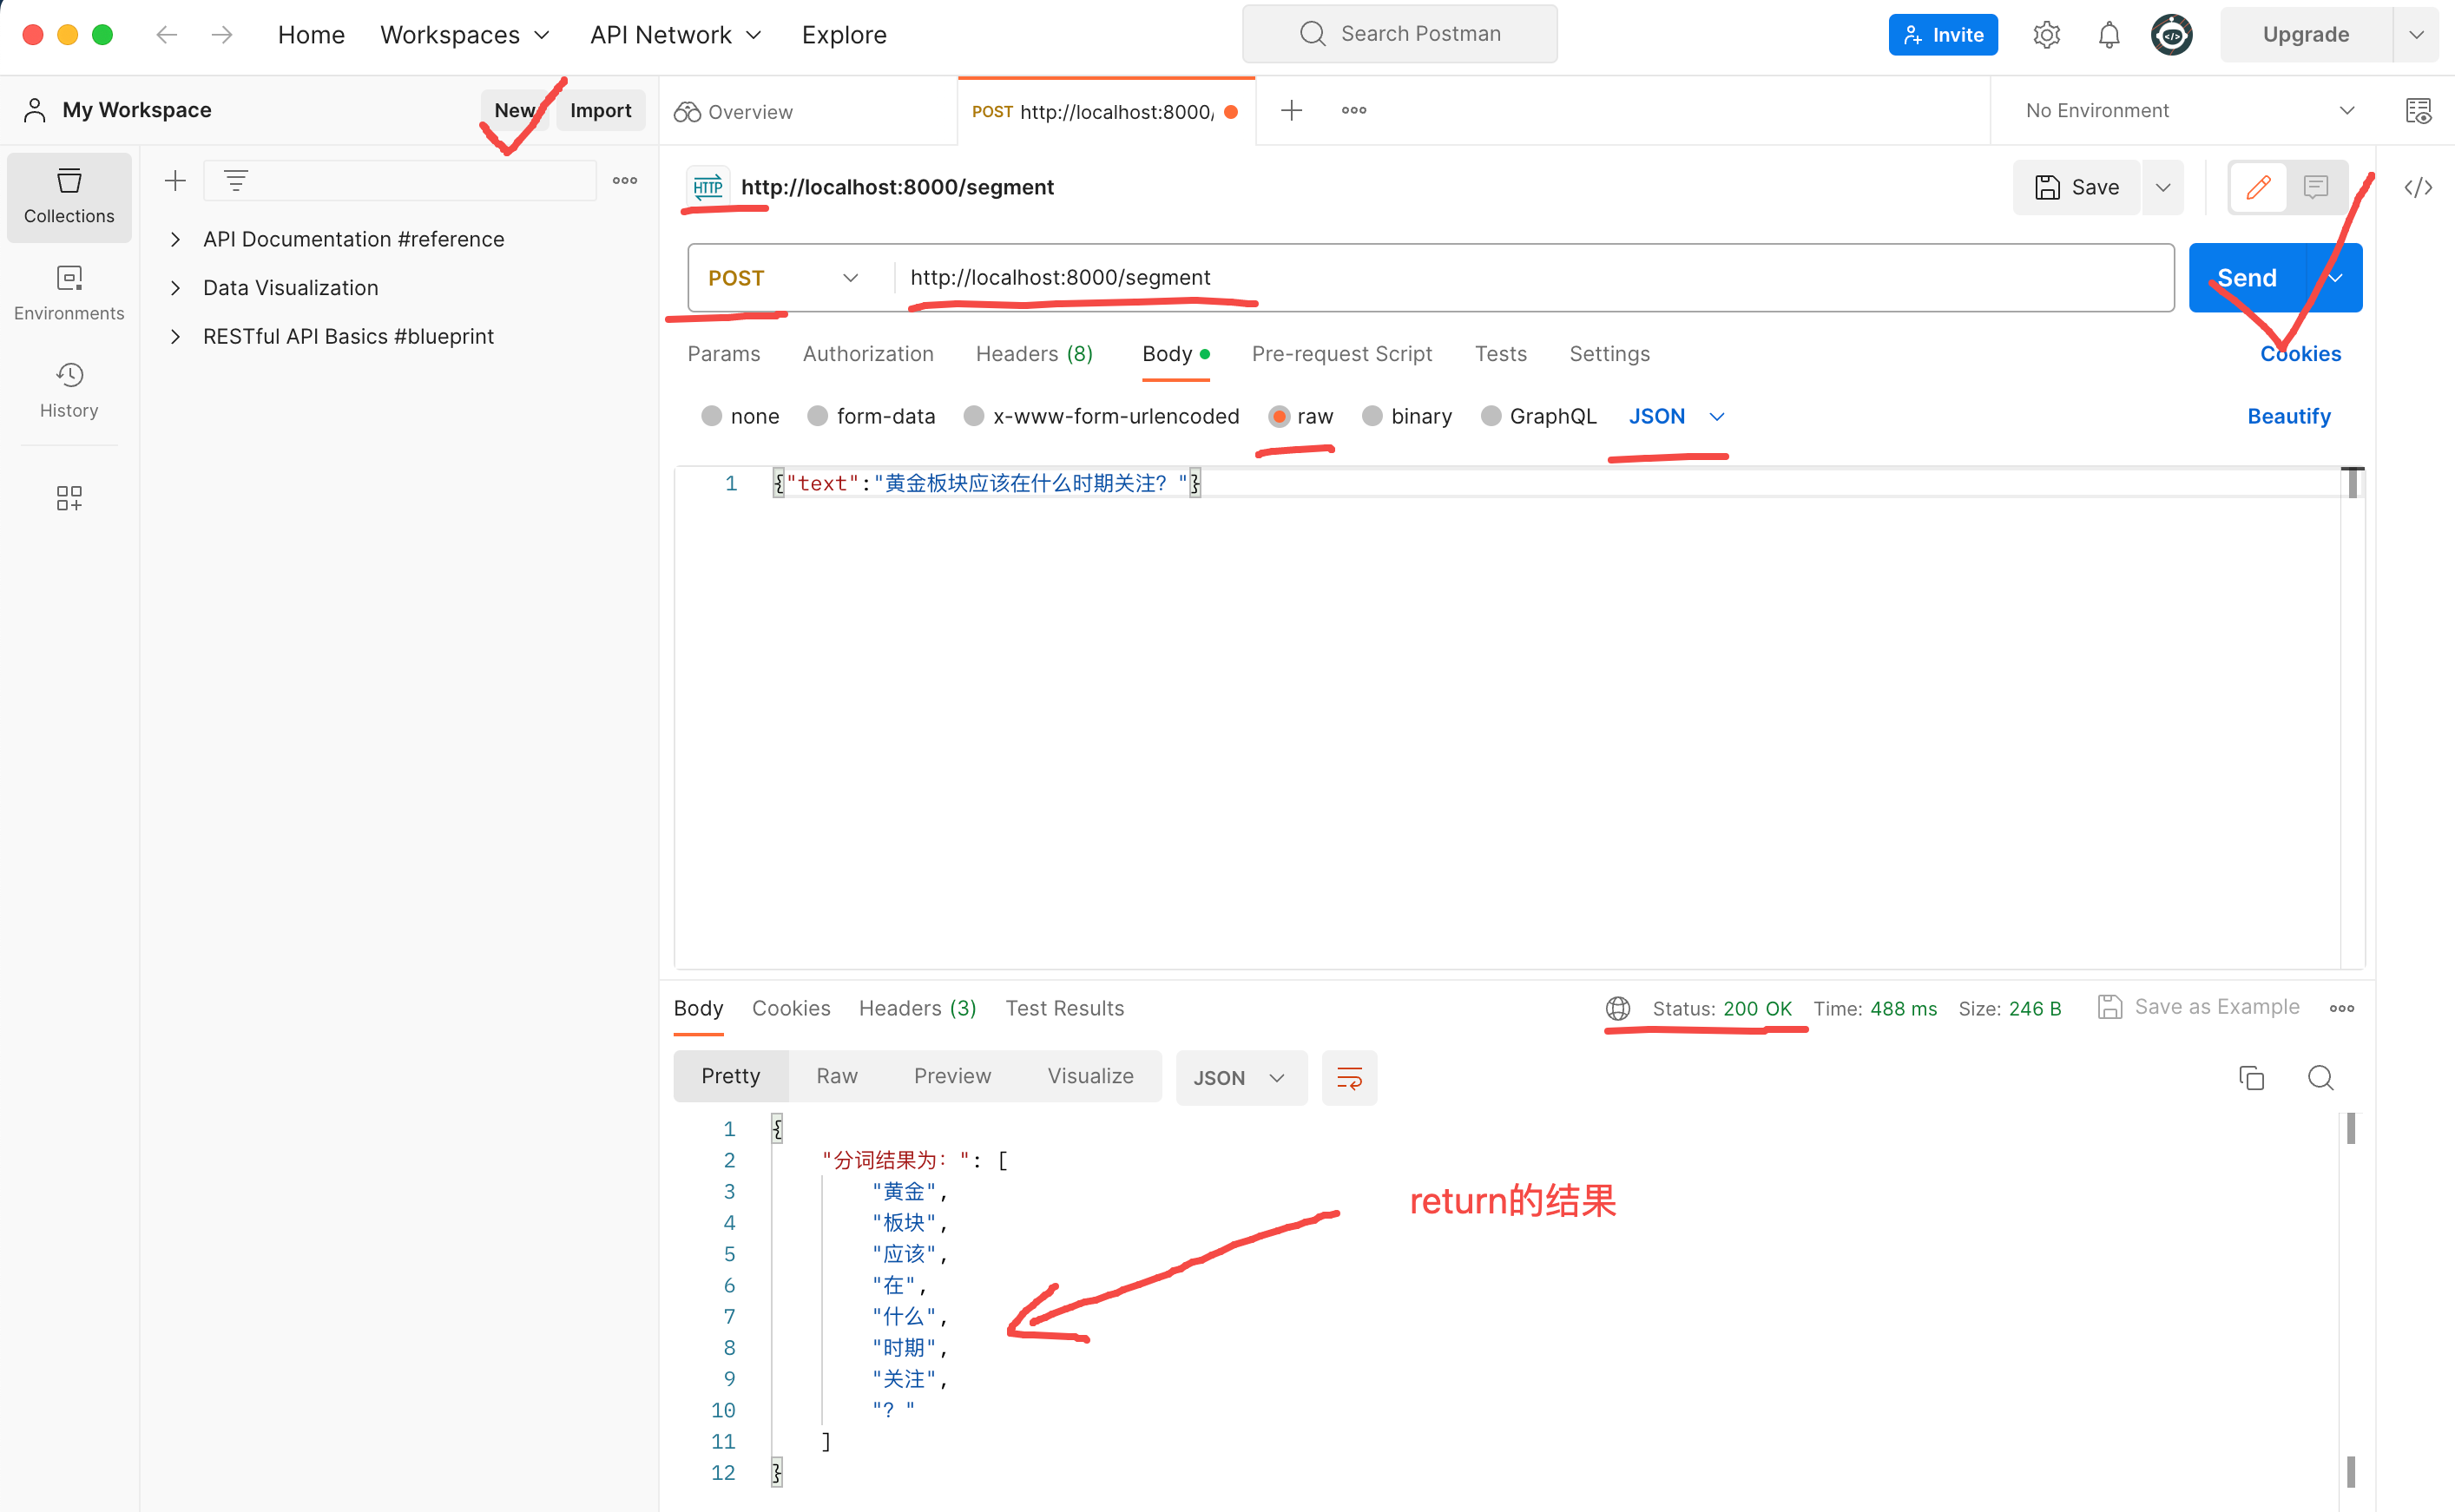 Home Workspaces API Network Explore Search Postman Invite Upgrade
My Workspace New Import Overview POST http://localhost:8000/ No Environment
Collections
Environments
History
API Documentation #reference
Data Visualization
RESTful API Basics #blueprint
HTTP http://localhost:8000/segment Save
POST http://localhost:8000/segment Send
Params Authorization Headers (8) Body Pre-request Script Tests Settings Cookies
none form-data x-www-form-urlencoded raw binary GraphQL JSON Beautify
1 {"text":"黄金板块应该在什么时期关注？"}
Body Cookies Headers (3) Test Results Status: 200 OK Time: 488 ms Size: 246 B Save as Example
Pretty Raw Preview Visualize JSON
1 {
2 "分词结果为：": [
3 "黄金",
4 "板块",
5 "应该",
6 "在",
7 "什么",
8 "时期",
9 "关注",
10 "？"
11 ]
12 }
return的结果